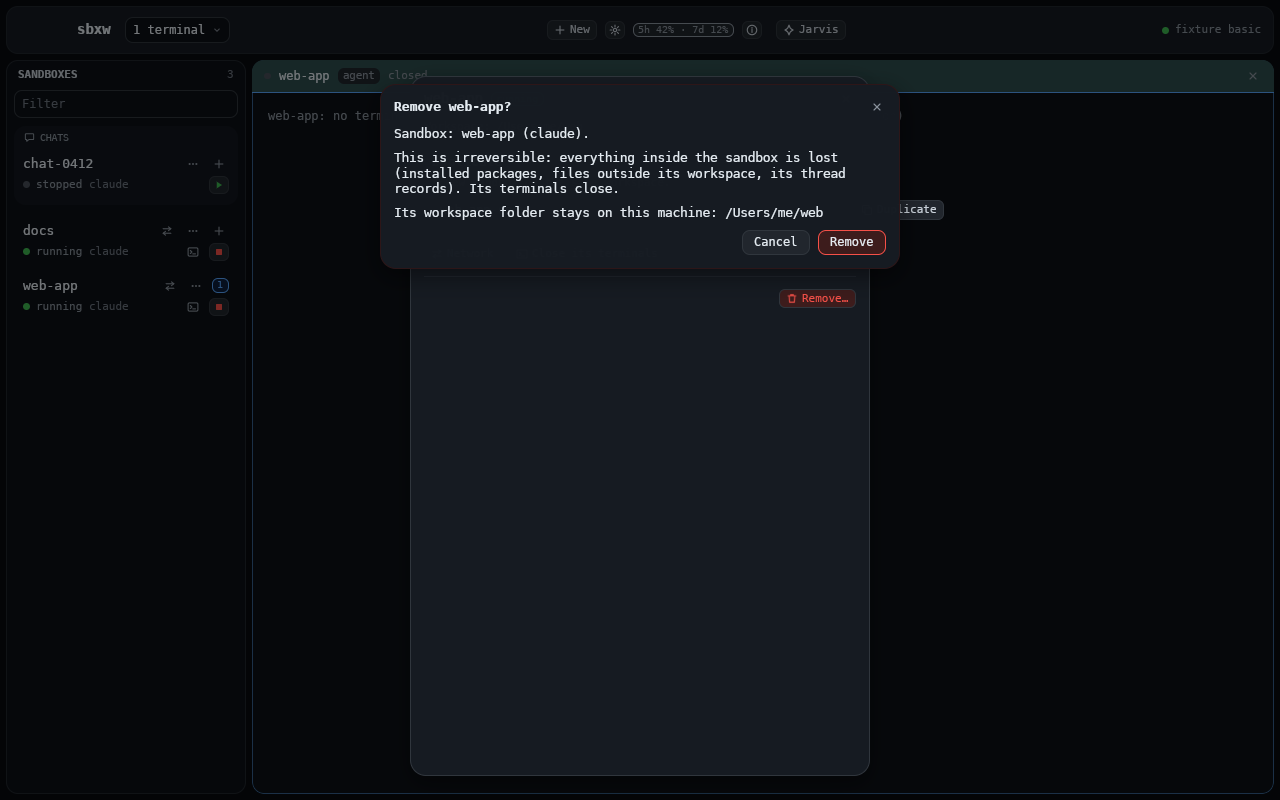 sbxw
1 terminal
New
5h 42% · 7d 12%
Jarvis
fixture basic
SANDBOXES 3
Filter
CHATS
chat-0412
stopped claude
docs
running claude
web-app 1
running claude
web-app agent closed
web-app: no
Remove web-app?
Sandbox: web-app (claude).
This is irreversible: everything inside the sandbox is lost
(installed packages, files outside its workspace, its thread
records). Its terminals close.
Its workspace folder stays on this machine: /Users/me/web
Cancel
Remove
Remove…